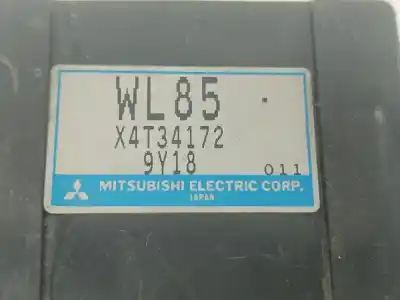 WL85
X4T34172
9Y18 011
MITSUBISHI ELECTRIC CORP.
JAPAN